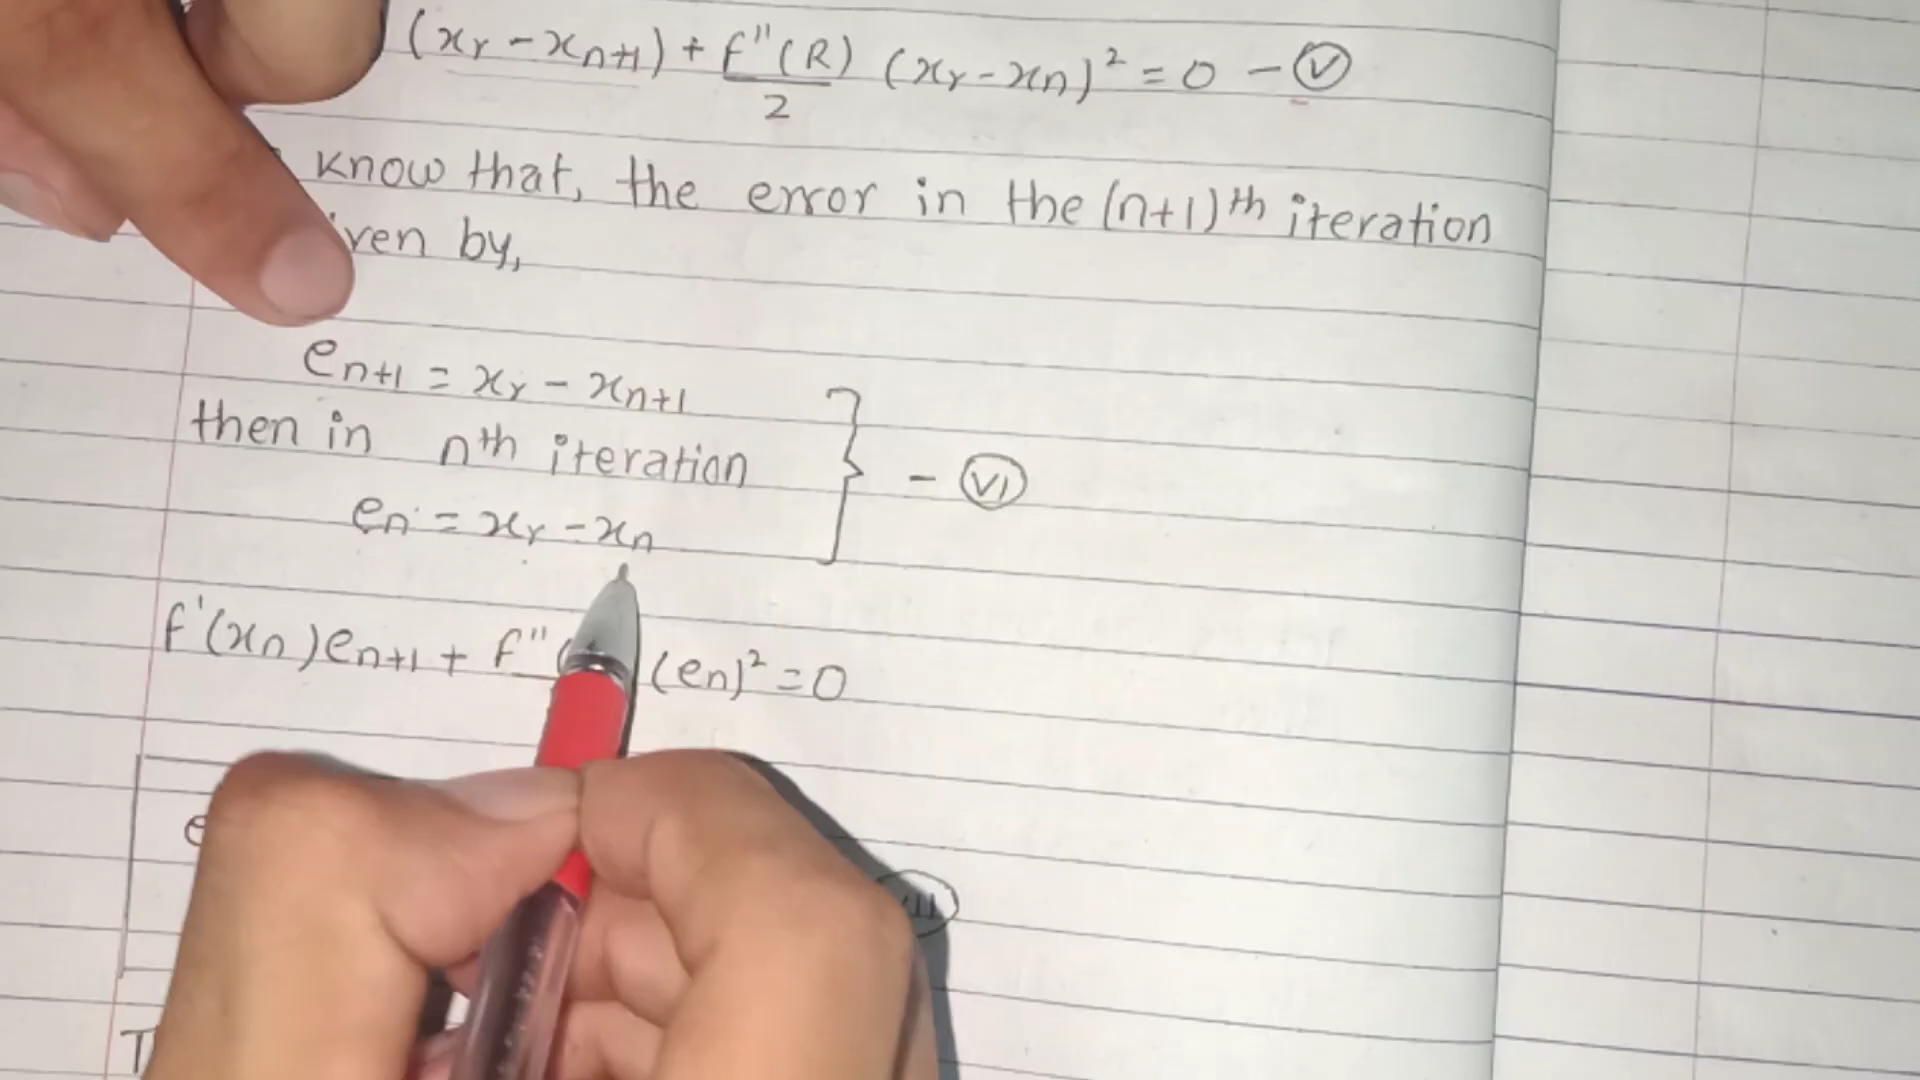 (xr - xn+1) + f''(R)/2 (xr - xn)² = 0 - (V)
know that, the error in the (n+1)th iteration
by,
en+1 = xr - xn+1
then in nth iteration
- (VI)
en = xr - xn
f'(xn)en+1 + f'' (en)² = 0